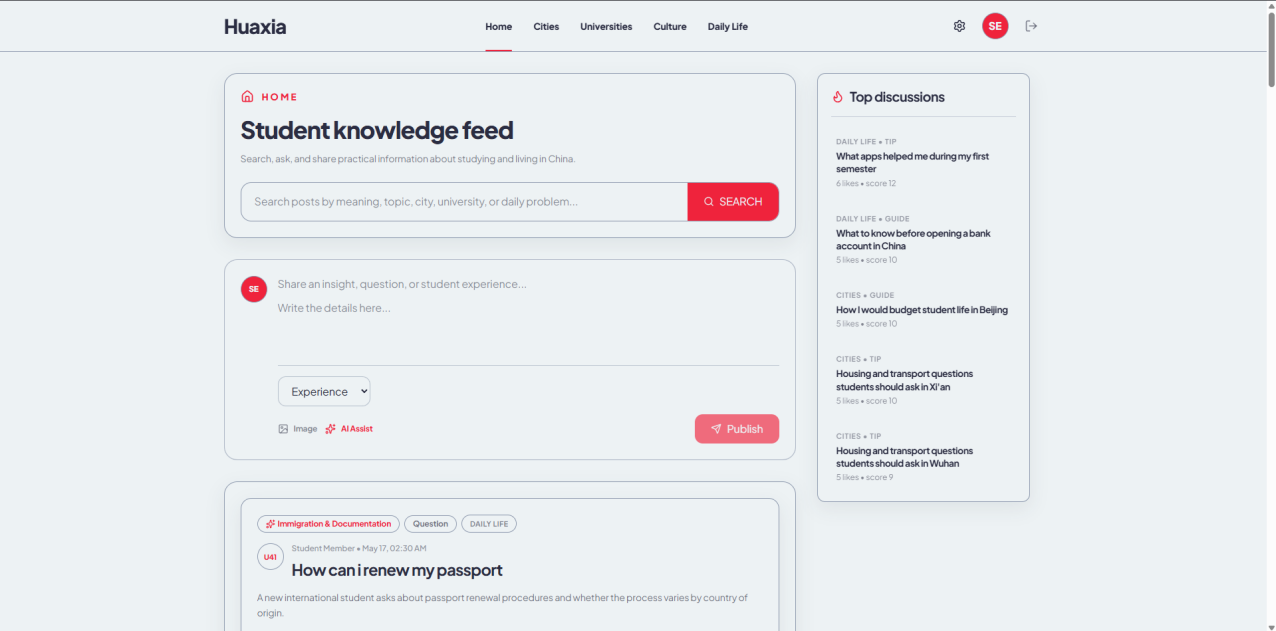 Huaxia
Home
Cities
Universities
Culture
Daily Life
SE
HOME
Student knowledge feed
Search, ask, and share practical information about studying and living in China.
Search posts by meaning, topic, city, university, or daily problem...
SEARCH
SE
Share an insight, question, or student experience...
Write the details here...
Experience
Image
AI Assist
Publish
Immigration & Documentation
Question
DAILY LIFE
U41
Student Member • May 17, 02:30 AM
How can i renew my passport
A new international student asks about passport renewal procedures and whether the process varies by country of
origin.
Top discussions
DAILY LIFE • TIP
What apps helped me during my first
semester
6 likes • score 12
DAILY LIFE • GUIDE
What to know before opening a bank
account in China
5 likes • score 10
CITIES • GUIDE
How I would budget student life in Beijing
5 likes • score 10
CITIES • TIP
Housing and transport questions
students should ask in Xi'an
5 likes • score 10
CITIES • TIP
Housing and transport questions
students should ask in Wuhan
5 likes • score 9